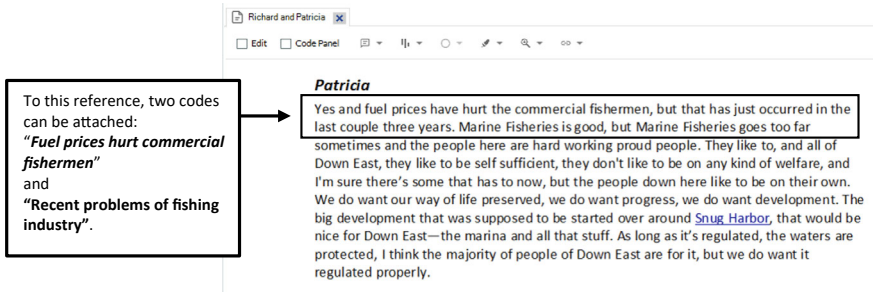 Richard and Patricia
Edit Code Panel
Patricia
To this reference, two codes
can be attached:
“Fuel prices hurt commercial
fishermen”
and
“Recent problems of fishing
industry”.
Yes and fuel prices have hurt the commercial fishermen, but that has just occurred in the
last couple three years. Marine Fisheries is good, but Marine Fisheries goes too far
sometimes and the people here are hard working proud people. They like to, and all of
Down East, they like to be self sufficient, they don't like to be on any kind of welfare, and
I'm sure there's some that has to now, but the people down here like to be on their own.
We do want our way of life preserved, we do want progress, we do want development. The
big development that was supposed to be started over around Snug Harbor, that would be
nice for Down East—the marina and all that stuff. As long as it's regulated, the waters are
protected, I think the majority of people of Down East are for it, but we do want it
regulated properly.